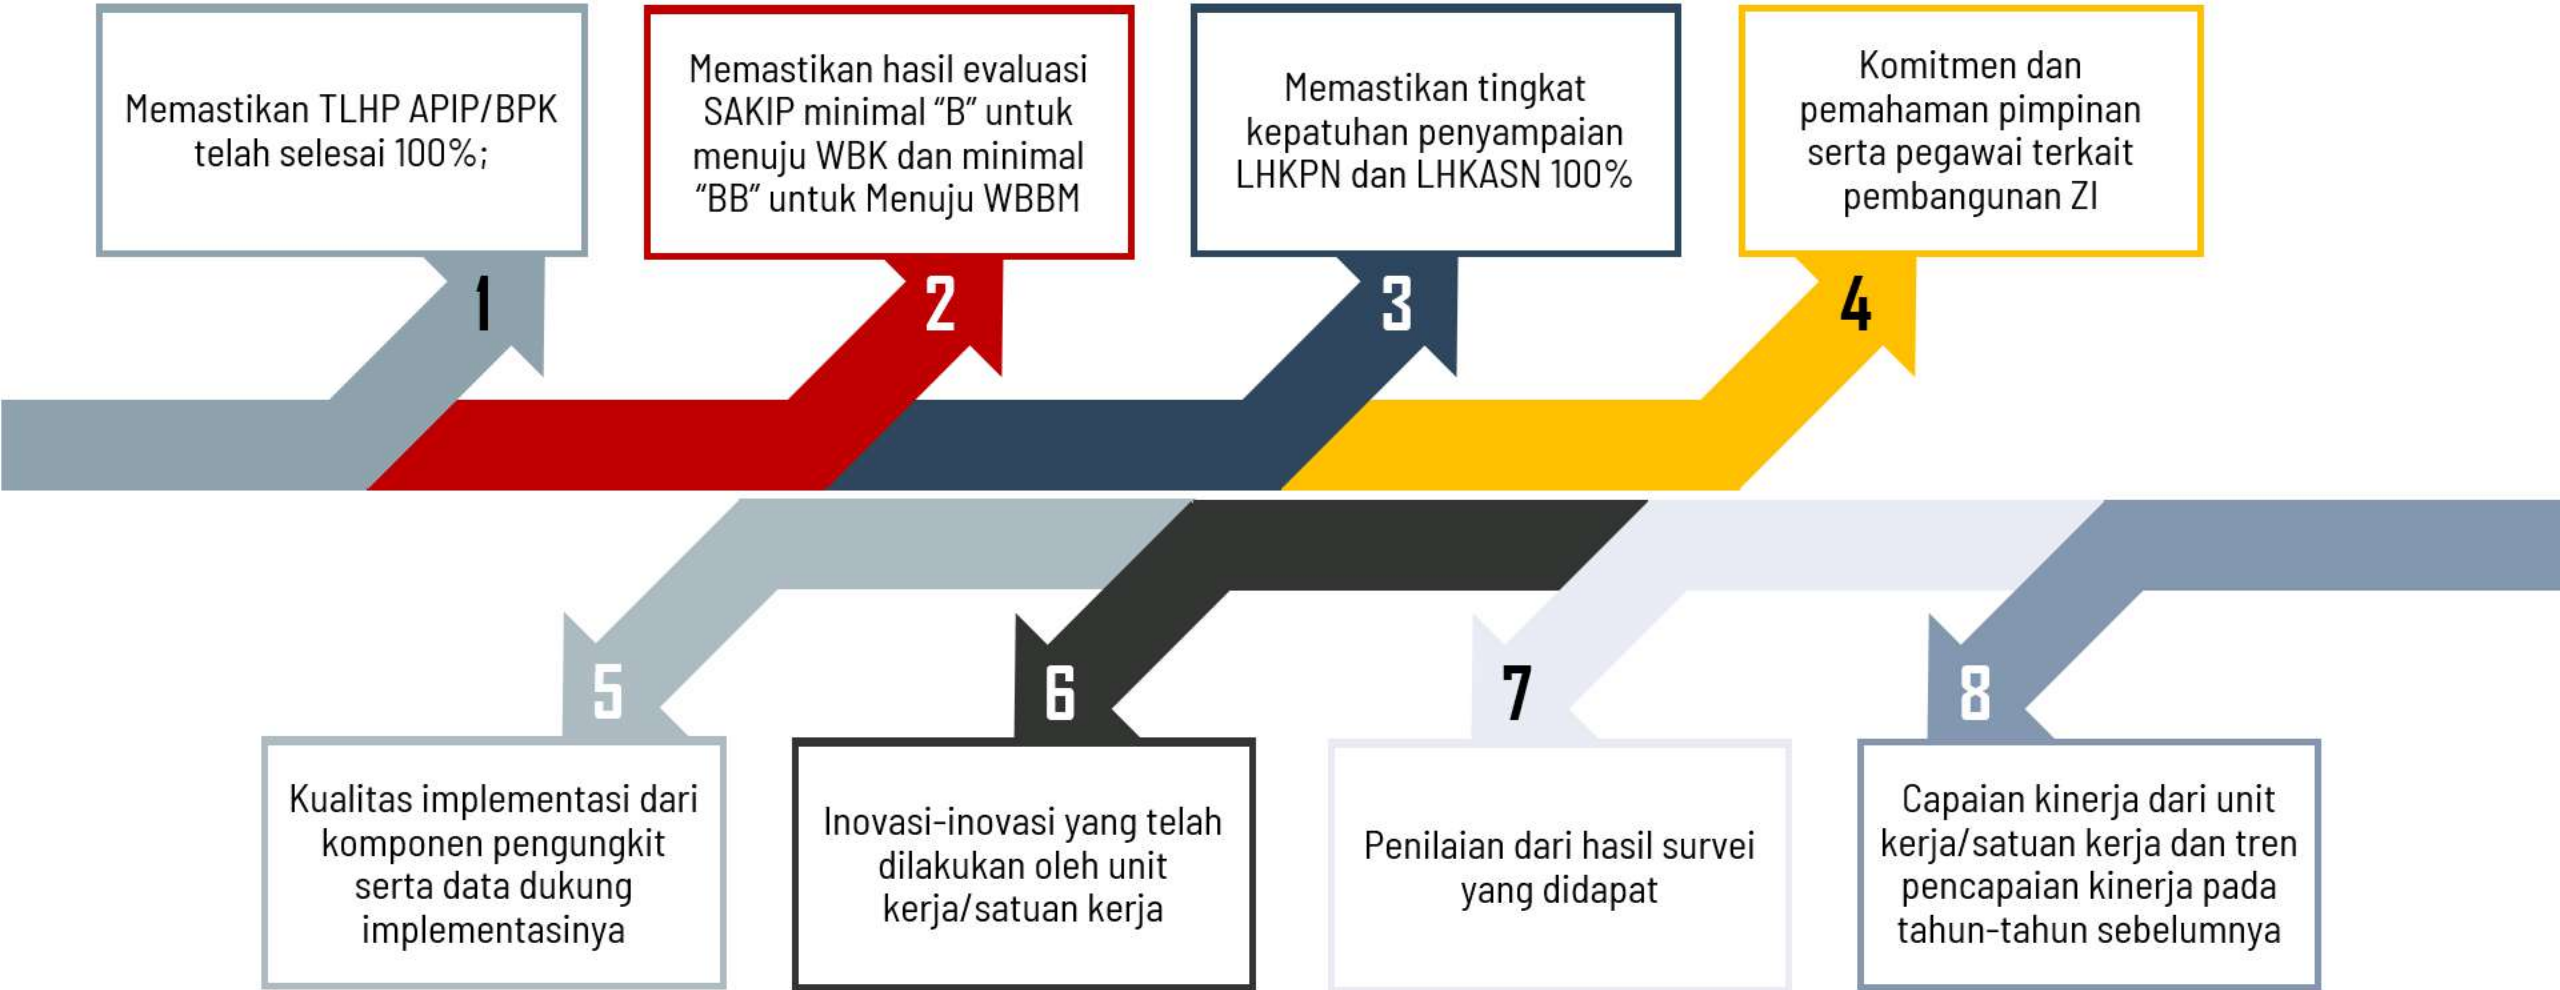 Memastikan TLHP APIP/BPK
telah selesai 100%;
1
Memastikan hasil evaluasi
SAKIP minimal “B” untuk
menuju WBK dan minimal
“BB” untuk Menuju WBBM
2
Memastikan tingkat
kepatuhan penyampaian
LHKPN dan LHKASN 100%
3
Komitmen dan
pemahaman pimpinan
serta pegawai terkait
pembangunan ZI
4
5
Kualitas implementasi dari
komponen pengungkit
serta data dukung
implementasinya
6
Inovasi-inovasi yang telah
dilakukan oleh unit
kerja/satuan kerja
7
Penilaian dari hasil survei
yang didapat
8
Capaian kinerja dari unit
kerja/satuan kerja dan tren
pencapaian kinerja pada
tahun-tahun sebelumnya